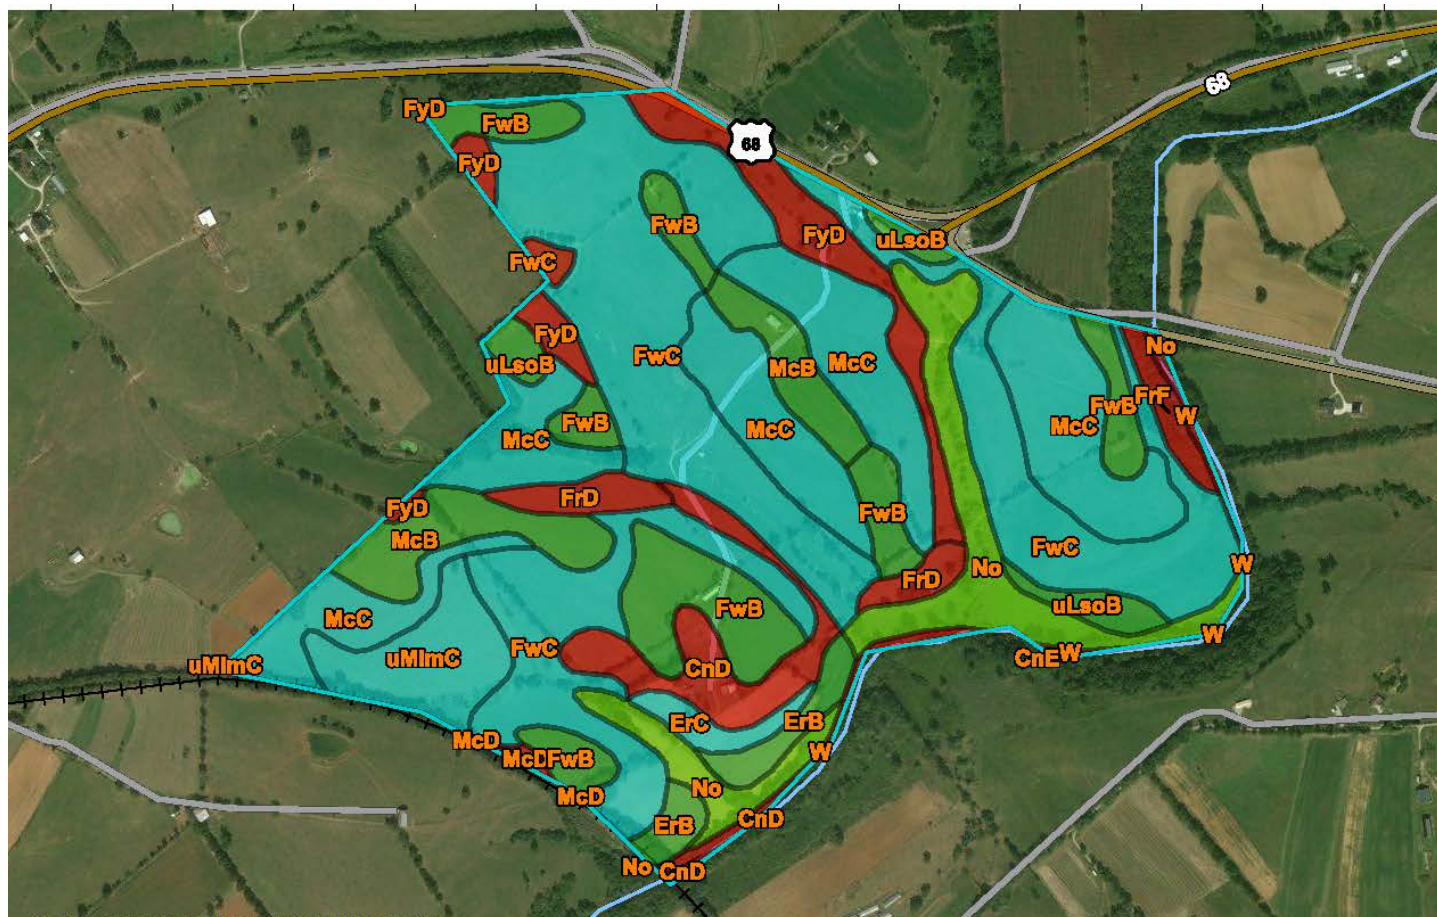 68
FyD
FwB
68
FyD
FwB
FyD
uLsoB
FwC
FyD
No
FwC
McB
McC
uLsoB
FwB
FrF
McC
W
FwB
McC
McC
FrD
FyD
FwB
McB
FwC
W
No
FrD
uLsoB
FwB
McC
W
FwC
uMlmC
CnE
W
uMlmC
CnD
ErC
ErB
McD
W
McD
FwB
No
McD
CnD
ErB
No
CnD